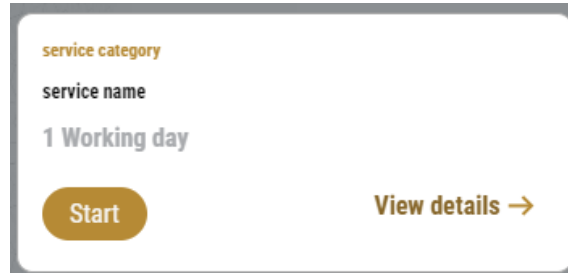 service category
service name
1 Working day
Start
View details →